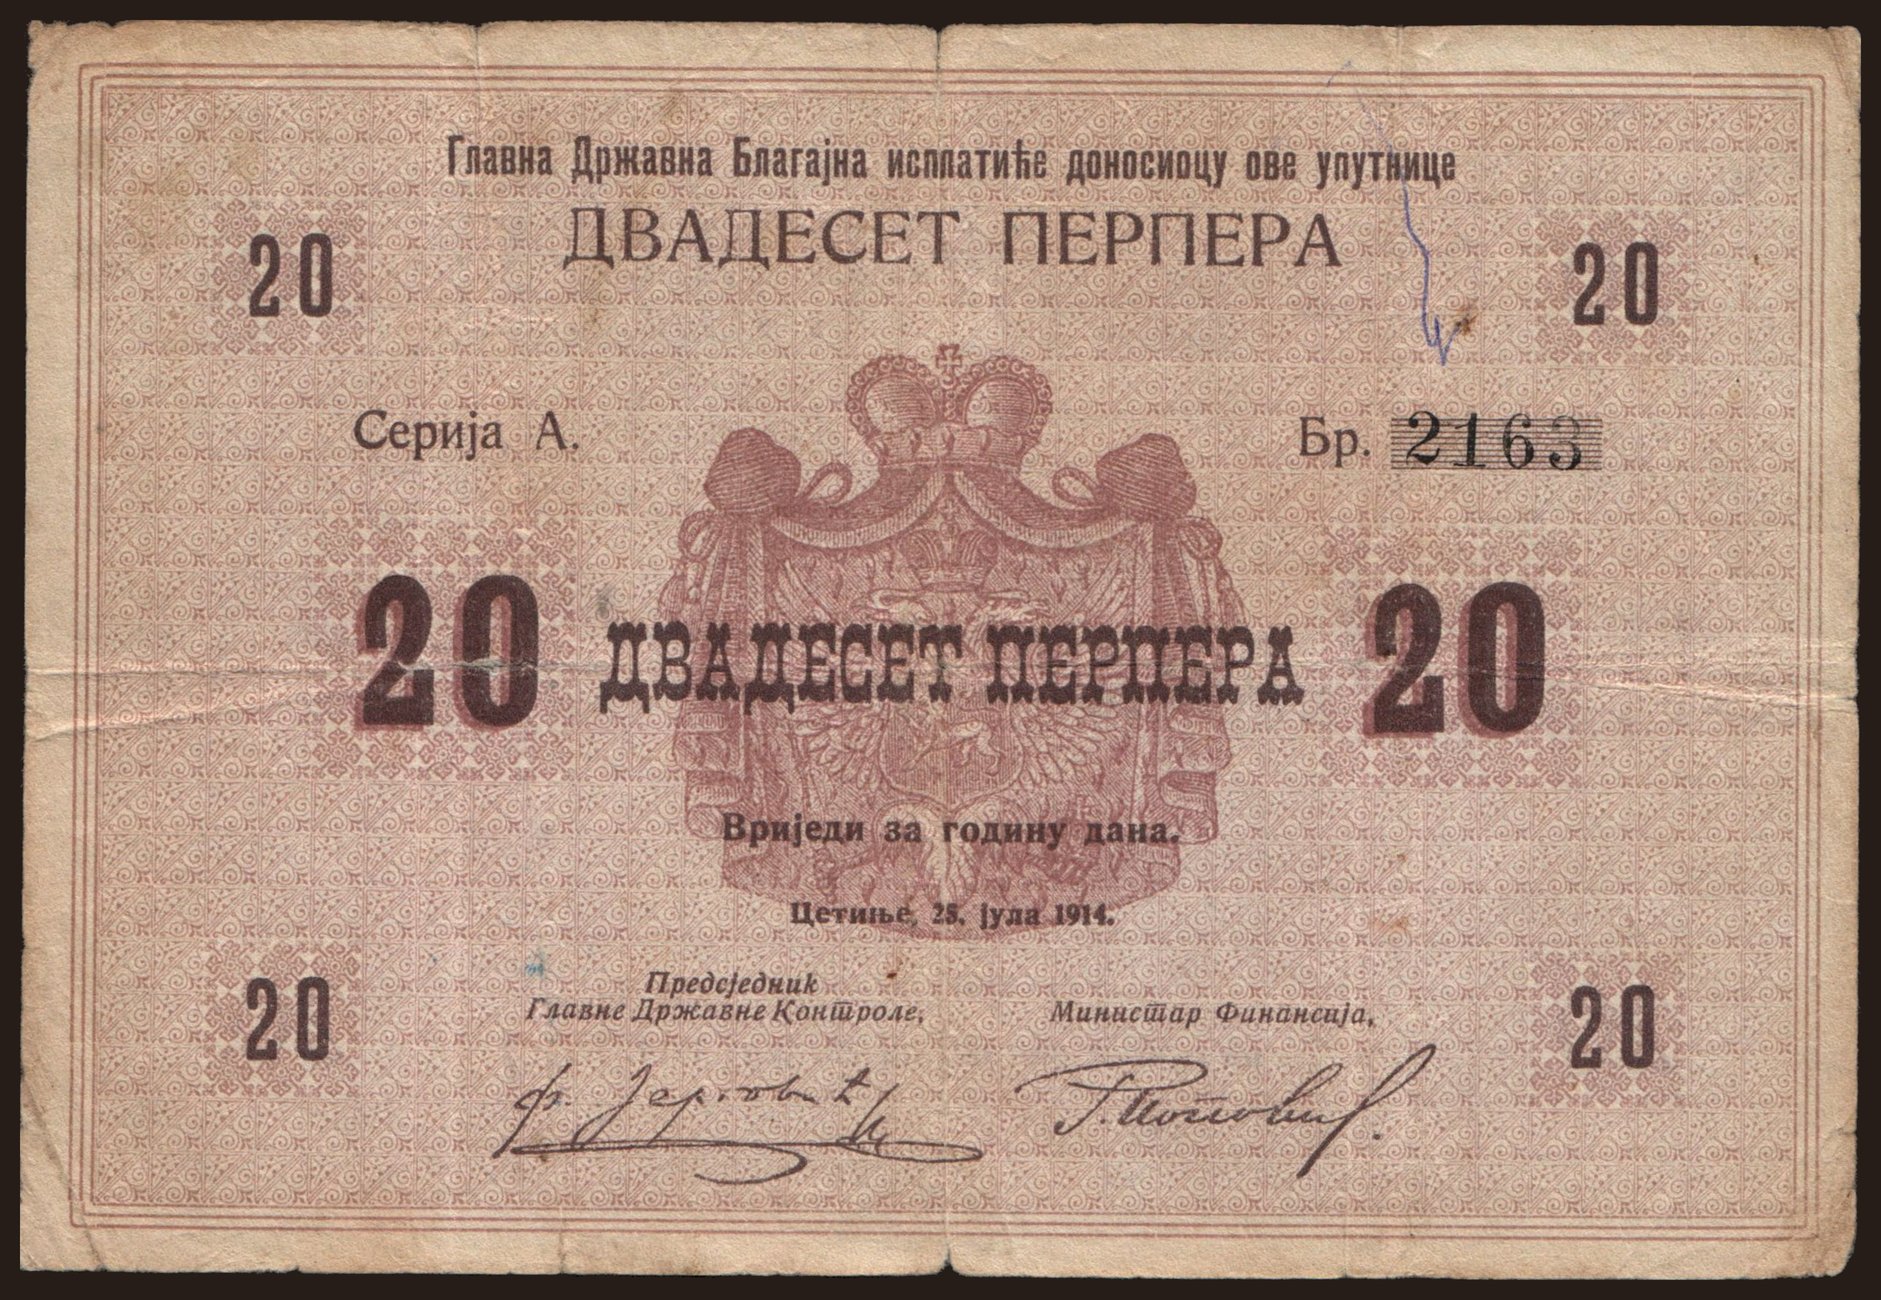 Главна Државна Благајна исплатиће доносиоцу ове упутнице
ДВАДЕСЕТ ПЕРПЕРА
20 20
Серија А. Бр. 2163
20 ДВАДЕСЕТ ПЕРПЕРА 20
Вриједи за годину дана.
Цетиње, 25. јула 1914.
Предсједник
Главне Државне Контроле, Министар Финансија,
20 20
Г. Поповић.